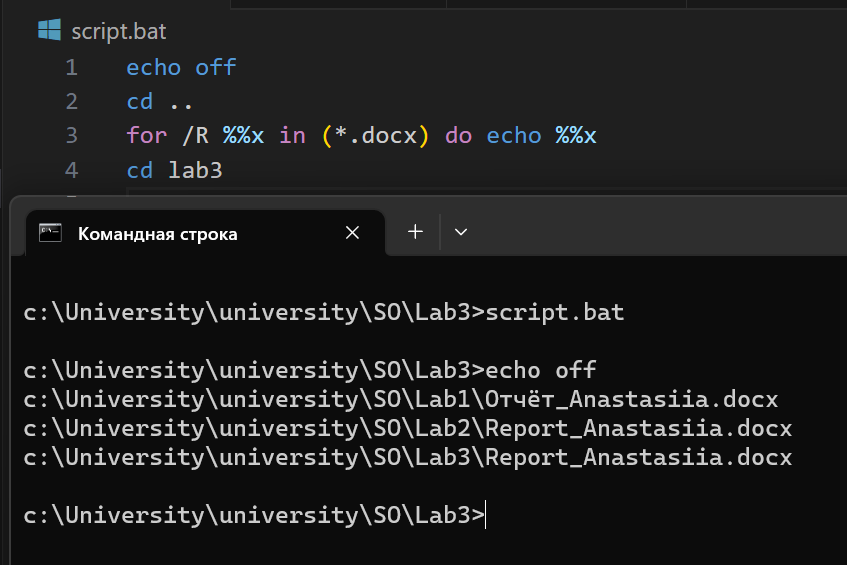 script.bat
1 echo off
2 cd ..
3 for /R %%x in (*.docx) do echo %%x
4 cd lab3
Командная строка
c:\University\university\SO\Lab3>script.bat
c:\University\university\SO\Lab3>echo off
c:\University\university\SO\Lab1\Отчёт_Anastasiia.docx
c:\University\university\SO\Lab2\Report_Anastasiia.docx
c:\University\university\SO\Lab3\Report_Anastasiia.docx
c:\University\university\SO\Lab3>